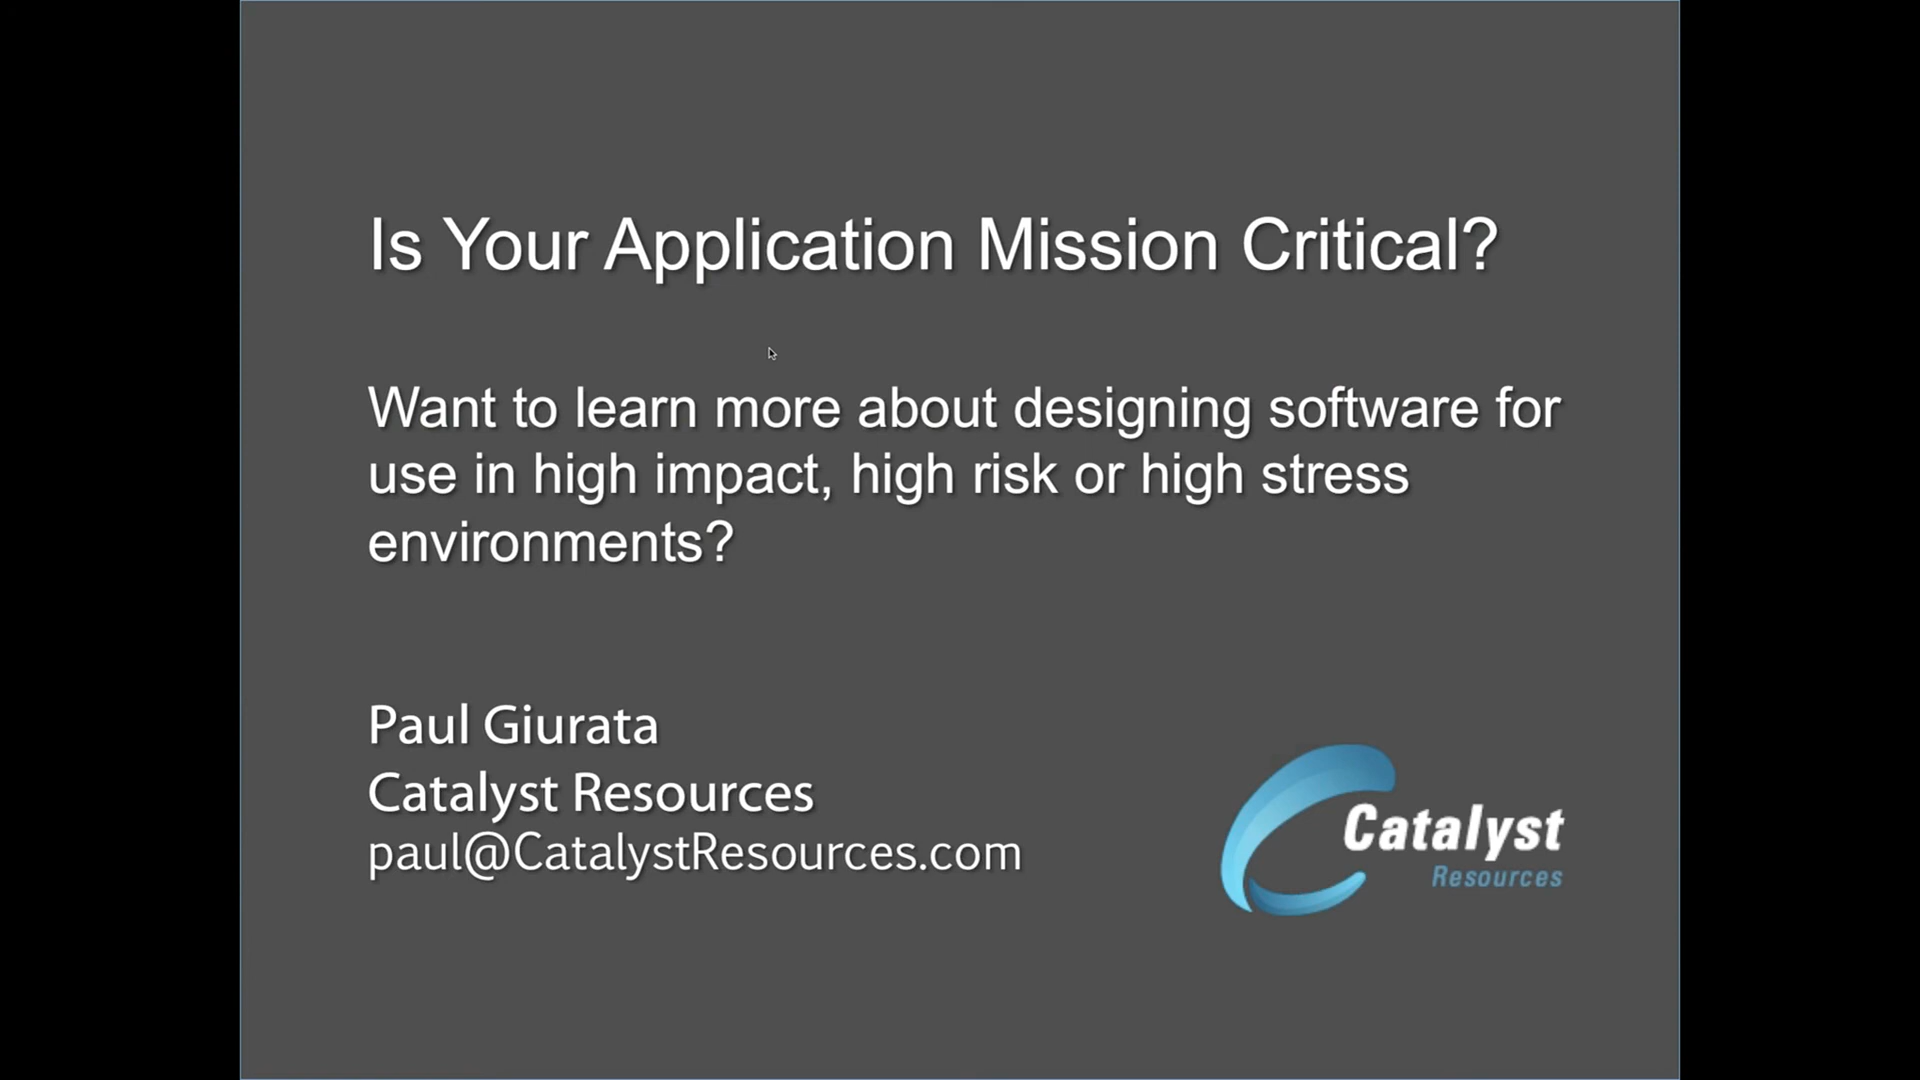 Is Your Application Mission Critical?
Want to learn more about designing software for
use in high impact, high risk or high stress
environments?
Paul Giurata
Catalyst Resources
paul@CatalystResources.com
Catalyst
Resources